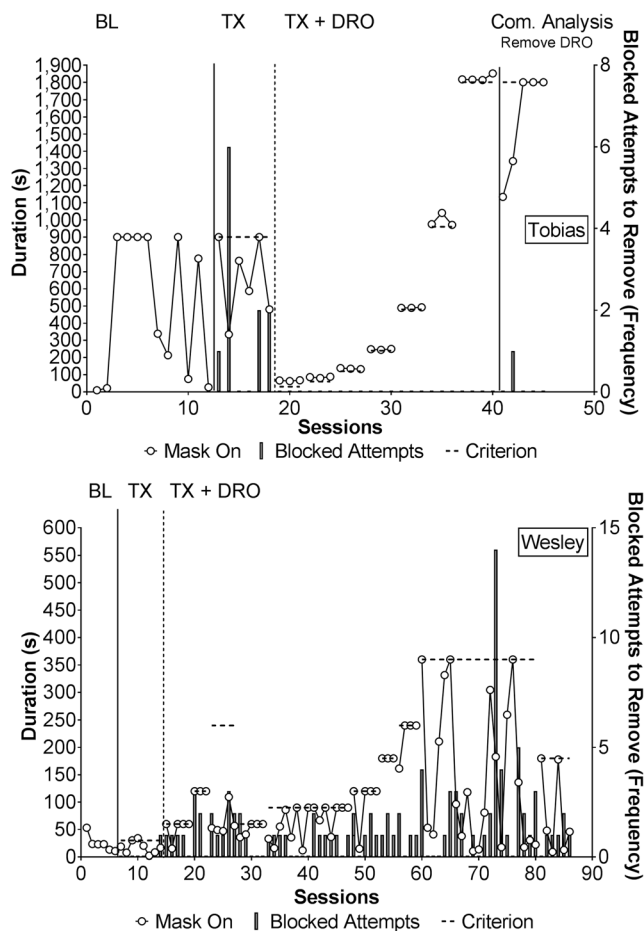 BL TX TX + DRO Com. Analysis
Remove DRO
1,900
1,800
1,700
1,600
1,500
1,400
1,300
1,200
1,100
1,000
900
800
700
600
500
400
300
200
100
0
Duration (s)
8
6
4
2
0
Blocked Attempts to Remove (Frequency)
Tobias
0 10 20 30 40 50
Sessions
Mask On Blocked Attempts Criterion
BL TX TX + DRO
600
550
500
450
400
350
300
250
200
150
100
50
0
Duration (s)
15
10
5
0
Blocked Attempts to Remove (Frequency)
Wesley
0 10 20 30 40 50 60 70 80 90
Sessions
Mask On Blocked Attempts Criterion